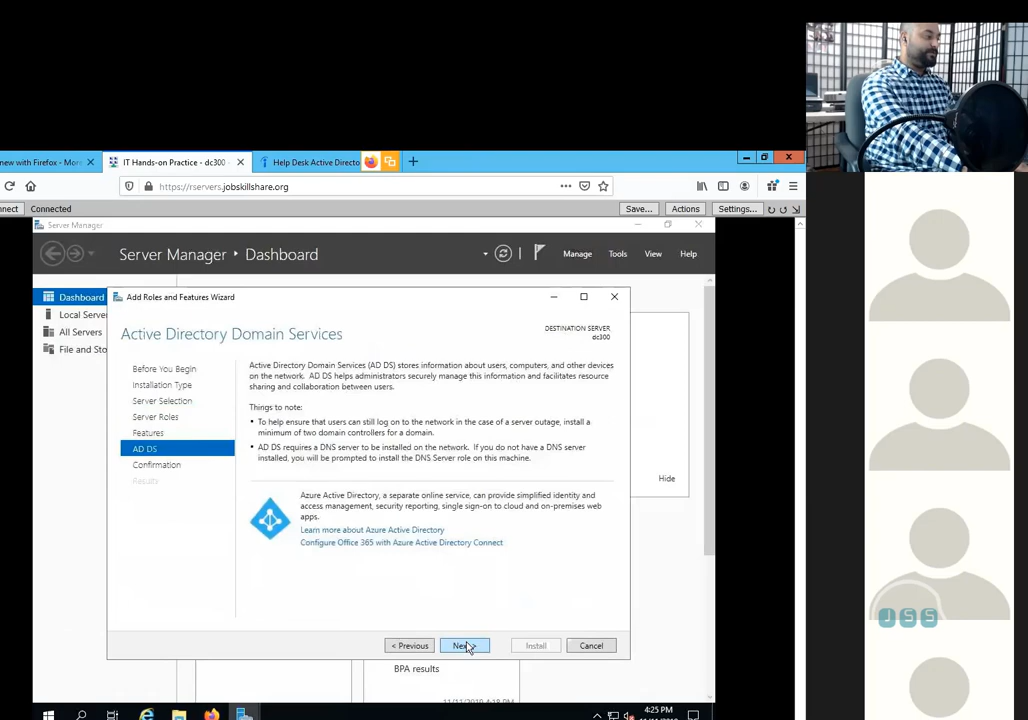 new with Firefox - More
IT Hands-on Practice - dc300
Help Desk Active Directo
https://rservers.jobskillshare.org
nnect Connected
Save... Actions Settings...
Server Manager
Server Manager Dashboard
Manage Tools View Help
Dashboard
Local Serve
All Servers
File and Sto
Add Roles and Features Wizard
Active Directory Domain Services
DESTINATION SERVER
dc300
Before You Begin
Installation Type
Server Selection
Server Roles
Features
AD DS
Confirmation
Results
Active Directory Domain Services (AD DS) stores information about users, computers, and other devices
on the network. AD DS helps administrators securely manage this information and facilitates resource
sharing and collaboration between users.
Things to note:
• To help ensure that users can still log on to the network in the case of a server outage, install a
minimum of two domain controllers for a domain.
• AD DS requires a DNS server to be installed on the network. If you do not have a DNS server
installed, you will be prompted to install the DNS Server role on this machine.
Azure Active Directory, a separate online service, can provide simplified identity and
access management, security reporting, single sign-on to cloud and on-premises web
apps.
Learn more about Azure Active Directory
Configure Office 365 with Azure Active Directory Connect
Hide
< Previous Next > Install Cancel
BPA results
11/11/2019 4:18 PM
4:25 PM
JSS